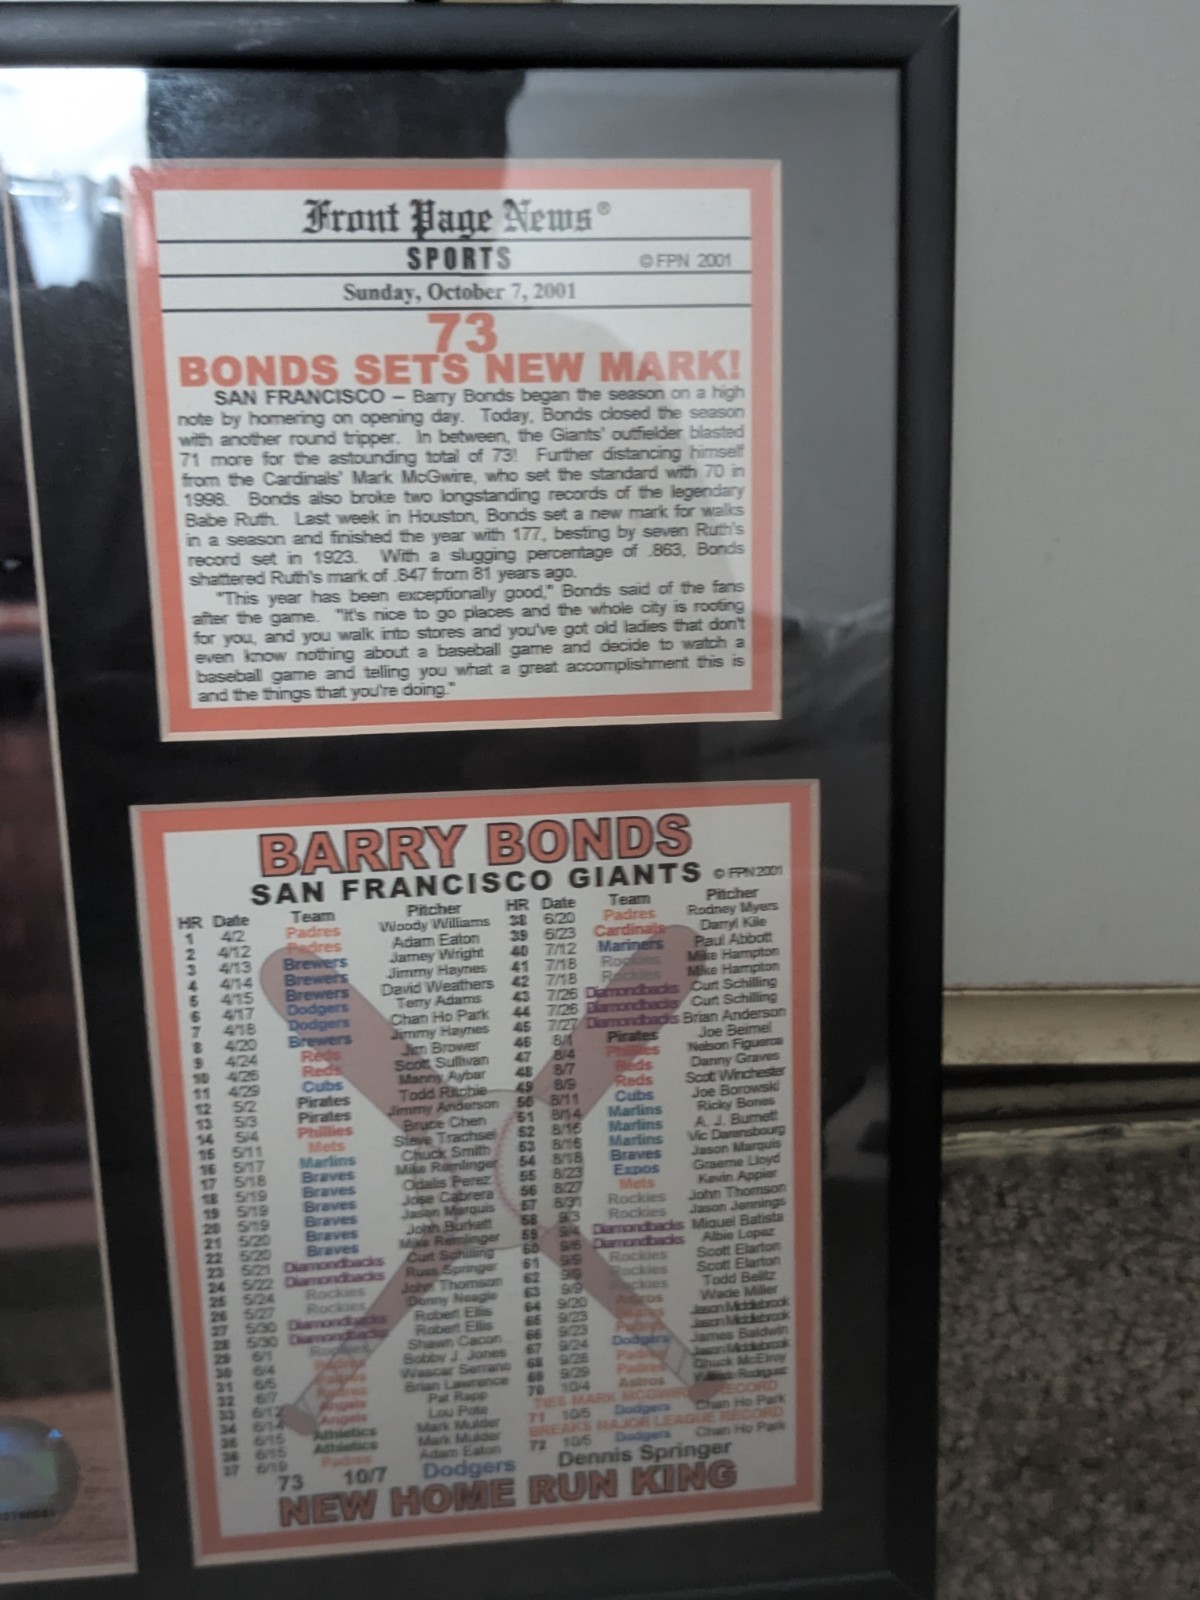 Front Page News®
SPORTS
© FPN 2001
Sunday, October 7, 2001
73
BONDS SETS NEW MARK!
SAN FRANCISCO – Barry Bonds began the season on a high
note by homering on opening day. Today, Bonds closed the season
with another round tripper. In between, the Giants' outfielder blasted
71 more for the astounding total of 73! Further distancing himself
from the Cardinals' Mark McGwire, who set the standard with 70 in
1998. Bonds also broke two longstanding records of the legendary
Babe Ruth. Last week in Houston, Bonds set a new mark for walks
in a season and finished the year with 177, besting by seven Ruth's
record set in 1923. With a slugging percentage of .863, Bonds
shattered Ruth's mark of .847 from 81 years ago.
"This year has been exceptionally good," Bonds said of the fans
after the game. "It's nice to go places and the whole city is rooting
for you, and you walk into stores and you've got old ladies that don't
even know nothing about a baseball game and decide to watch a
baseball game and telling you what a great accomplishment this is
and the things that you're doing."
BARRY BONDS
SAN FRANCISCO GIANTS © FPN 2001
HR Date Team Pitcher
1 4/2 Padres Woody Williams
2 4/12 Padres Adam Eaton
3 4/13 Brewers Jamey Wright
4 4/14 Brewers Jimmy Haynes
5 4/15 Brewers David Weathers
6 4/17 Dodgers Terry Adams
7 4/18 Dodgers Chan Ho Park
8 4/20 Brewers Jimmy Haynes
9 4/24 Reds Jim Brower
10 4/26 Reds Scott Sullivan
11 4/29 Cubs Manny Aybar
12 5/2 Pirates Todd Ritchie
13 5/3 Pirates Jimmy Anderson
14 5/4 Phillies Bruce Chen
15 5/11 Mets Steve Trachsel
16 5/17 Marlins Chuck Smith
17 5/18 Braves Mike Remlinger
18 5/19 Braves Odalis Perez
19 5/19 Braves Jose Cabrera
20 5/19 Braves Jason Marquis
21 5/20 Braves John Burkett
22 5/20 Braves Mike Remlinger
23 5/21 Diamondbacks Curt Schilling
24 5/22 Diamondbacks Russ Springer
25 5/24 Rockies John Thomson
26 5/27 Rockies Denny Neagle
27 5/30 Diamondbacks Robert Ellis
28 5/30 Diamondbacks Robert Ellis
29 6/1 Rockies Shawn Cacon
30 6/4 Padres Bobby J. Jones
31 6/5 Padres Wascar Serrano
32 6/7 Padres Brian Lawrence
33 6/12 Angels Pat Rapp
34 6/14 Angels Lou Pote
35 6/15 Athletics Mark Mulder
36 6/15 Athletics Mark Mulder
37 6/19 Padres Adam Eaton
HR Date Team Pitcher
38 6/20 Padres Rodney Myers
39 6/23 Cardinals Darryl Kile
40 7/12 Mariners Paul Abbott
41 7/18 Rockies Mike Hampton
42 7/18 Rockies Mike Hampton
43 7/26 Diamondbacks Curt Schilling
44 7/26 Diamondbacks Curt Schilling
45 7/27 Diamondbacks Brian Anderson
46 8/1 Pirates Joe Beimel
47 8/4 Phillies Nelson Figueroa
48 8/7 Reds Danny Graves
49 8/9 Reds Scott Winchester
50 8/11 Cubs Joe Borowski
51 8/14 Marlins Ricky Bones
52 8/16 Marlins A. J. Burnett
53 8/16 Marlins Vic Darensbourg
54 8/18 Braves Jason Marquis
55 8/23 Expos Graeme Lloyd
56 8/27 Mets Kevin Appier
57 8/31 Rockies John Thomson
58 9/3 Rockies Jason Jennings
59 9/4 Diamondbacks Miguel Batista
60 9/6 Diamondbacks Albie Lopez
61 9/9 Rockies Scott Elarton
62 9/9 Rockies Scott Elarton
63 9/9 Rockies Todd Belitz
64 9/20 Astros Wade Miller
65 9/23 Padres Jason Middlebrook
66 9/23 Padres Jason Middlebrook
67 9/24 Dodgers James Baldwin
68 9/28 Padres Jason Middlebrook
69 9/29 Padres Chuck McElroy
70 10/4 Astros Wilfredo Rodriguez
TIES MARK MCGWIRE'S RECORD
71 10/5 Dodgers Chan Ho Park
BREAKS MAJOR LEAGUE RECORD
72 10/5 Dodgers Chan Ho Park
73 10/7 Dodgers Dennis Springer
NEW HOME RUN KING